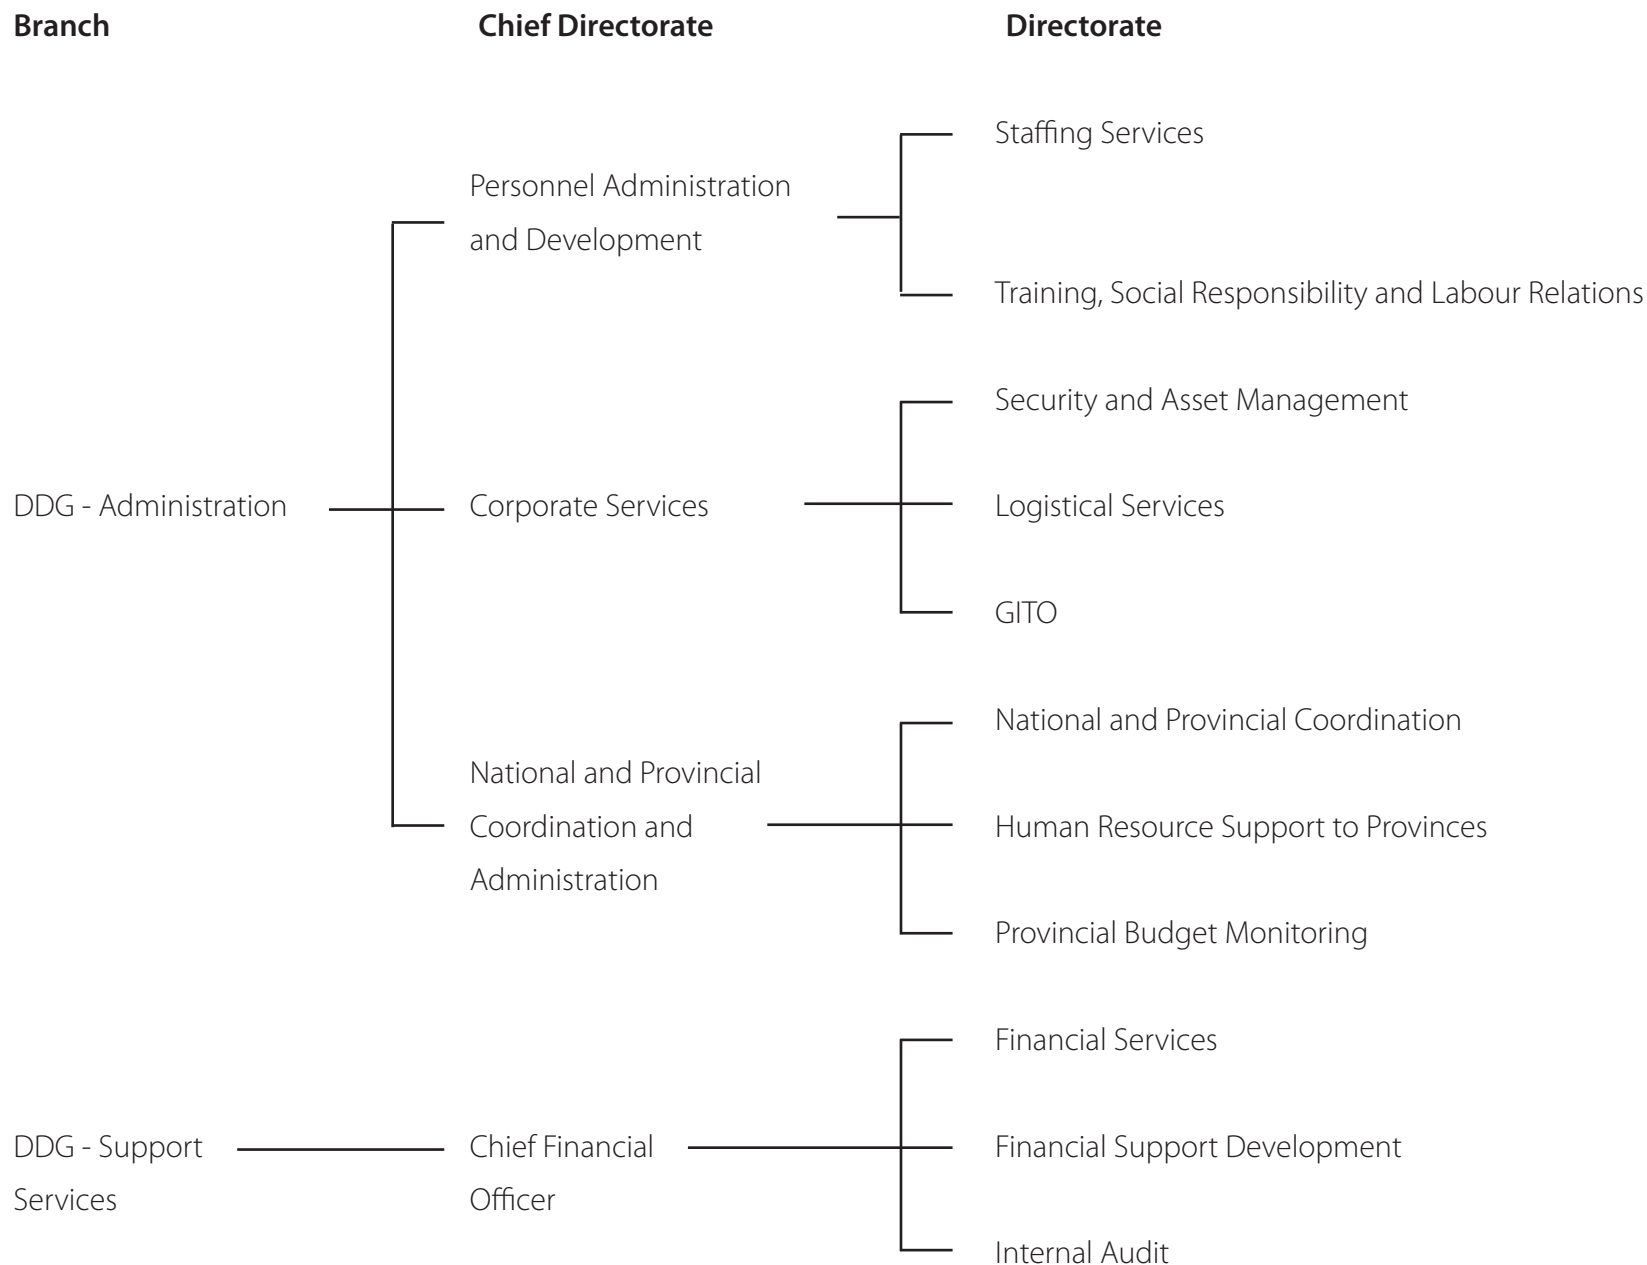 Branch
Chief Directorate
Directorate
Staffing Services
Personnel Administration
and Development
Training, Social Responsibility and Labour Relations
Security and Asset Management
DDG - Administration
Corporate Services
Logistical Services
GITO
National and Provincial Coordination
National and Provincial
Coordination and
Administration
Human Resource Support to Provinces
Provincial Budget Monitoring
Financial Services
DDG - Support
Services
Chief Financial
Officer
Financial Support Development
Internal Audit